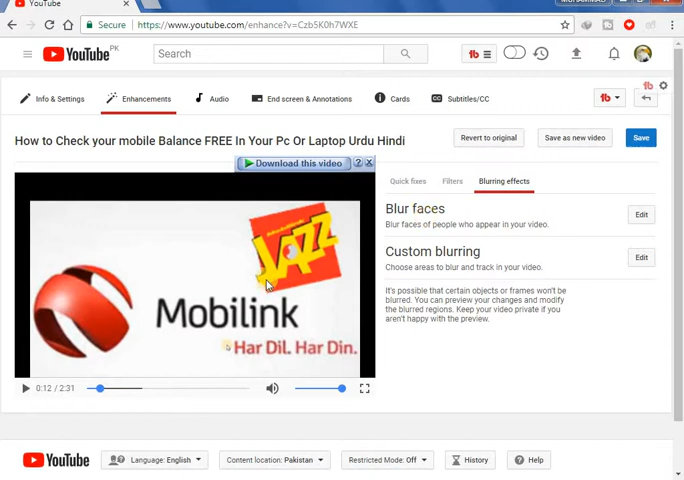 YouTube
Secure https://www.youtube.com/enhance?v=Czb5K0h7WXE
YouTube PK
Search
Info & Settings
Enhancements
Audio
End screen & Annotations
Cards
CC Subtitles/CC
How to Check your mobile Balance FREE In Your Pc Or Laptop Urdu Hindi
Revert to original
Save as new video
Save
Download this video
Quick fixes
Filters
Blurring effects
Blur faces
Blur faces of people who appear in your video.
Edit
Custom blurring
Choose areas to blur and track in your video.
Edit
It's possible that certain objects or frames won't be
blurred. You can preview your changes and modify
the blurred regions. Keep your video private if you
aren't happy with the preview.
JAZZ
Mobilink
Har Dil. Har Din.
0:12 / 2:31
YouTube
Language: English
Content location: Pakistan
Restricted Mode: Off
History
Help